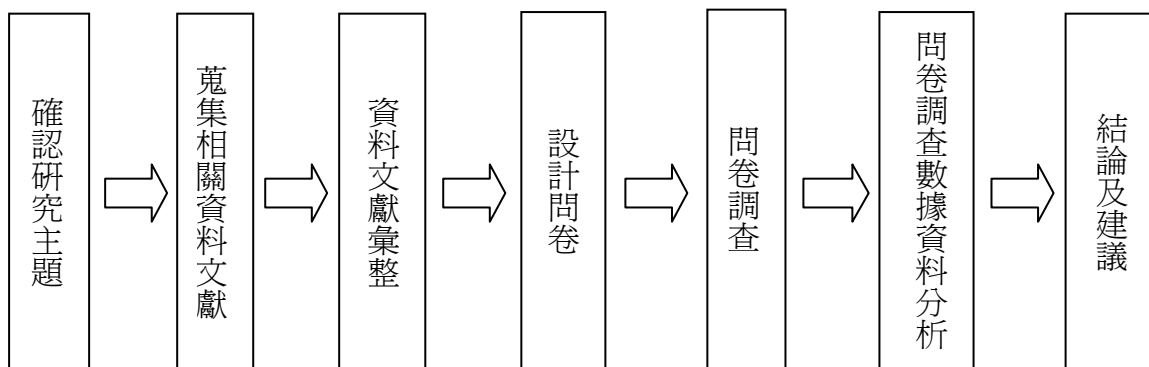 確認研究主題
蒐集相關資料文獻
資料文獻彙整
設計問卷
問卷調查
問卷調查數據資料分析
結論及建議